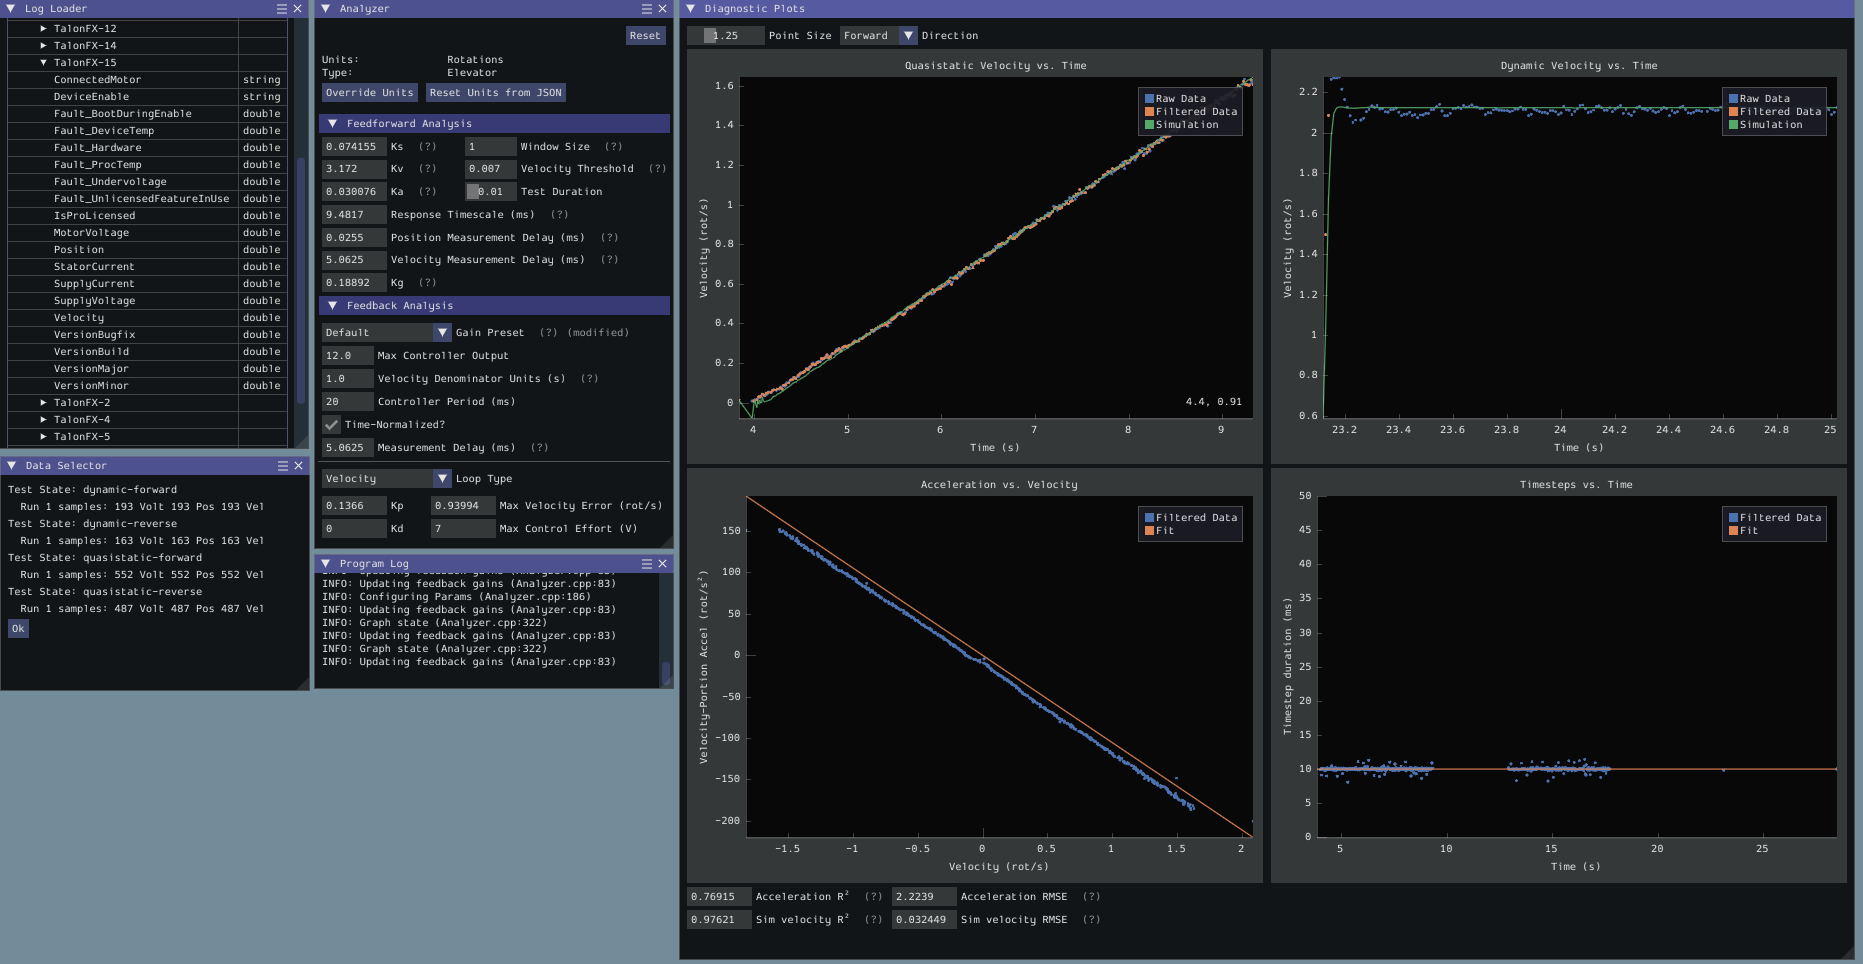 Log Loader
TalonFX-12
TalonFX-14
TalonFX-15
ConnectedMotor string
DeviceEnable string
Fault_BootDuringEnable double
Fault_DeviceTemp double
Fault_Hardware double
Fault_ProcTemp double
Fault_Undervoltage double
Fault_UnlicensedFeatureInUse double
IsProLicensed double
MotorVoltage double
Position double
StatorCurrent double
SupplyCurrent double
SupplyVoltage double
Velocity double
VersionBugfix double
VersionBuild double
VersionMajor double
VersionMinor double
TalonFX-2
TalonFX-4
TalonFX-5
Data Selector
Test State: dynamic-forward
Run 1 samples: 193 Volt 193 Pos 193 Vel
Test State: dynamic-reverse
Run 1 samples: 163 Volt 163 Pos 163 Vel
Test State: quasistatic-forward
Run 1 samples: 552 Volt 552 Pos 552 Vel
Test State: quasistatic-reverse
Run 1 samples: 487 Volt 487 Pos 487 Vel
Ok
Analyzer
Reset
Units: Rotations
Type: Elevator
Override Units Reset Units from JSON
Feedforward Analysis
0.074155 Ks (?) 1 Window Size (?)
3.172 Kv (?) 0.007 Velocity Threshold (?)
0.030076 Ka (?) 0.01 Test Duration
9.4817 Response Timescale (ms) (?)
0.0255 Position Measurement Delay (ms) (?)
5.0625 Velocity Measurement Delay (ms) (?)
0.18892 Kg (?)
Feedback Analysis
Default Gain Preset (?) (modified)
12.0 Max Controller Output
1.0 Velocity Denominator Units (s) (?)
20 Controller Period (ms)
Time-Normalized?
5.0625 Measurement Delay (ms) (?)
Velocity Loop Type
0.1366 Kp 0.93994 Max Velocity Error (rot/s)
0 Kd 7 Max Control Effort (V)
Program Log
INFO: Updating feedback gains (Analyzer.cpp:83)
INFO: Updating feedback gains (Analyzer.cpp:83)
INFO: Configuring Params (Analyzer.cpp:186)
INFO: Updating feedback gains (Analyzer.cpp:83)
INFO: Graph state (Analyzer.cpp:322)
INFO: Updating feedback gains (Analyzer.cpp:83)
INFO: Graph state (Analyzer.cpp:322)
INFO: Updating feedback gains (Analyzer.cpp:83)
Diagnostic Plots
1.25 Point Size Forward Direction
Quasistatic Velocity vs. Time
Raw Data
Filtered Data
Simulation
Velocity (rot/s)
1.6
1.4
1.2
1
0.8
0.6
0.4
0.2
0
4.4, 0.91
4 5 6 7 8 9
Time (s)
Dynamic Velocity vs. Time
Raw Data
Filtered Data
Simulation
Velocity (rot/s)
2.2
2
1.8
1.6
1.4
1.2
1
0.8
0.6
23.2 23.4 23.6 23.8 24 24.2 24.4 24.6 24.8 25
Time (s)
Acceleration vs. Velocity
Filtered Data
Fit
Velocity-Portion Accel (rot/s²)
150
100
50
0
-50
-100
-150
-200
-1.5 -1 -0.5 0 0.5 1 1.5 2
Velocity (rot/s)
Timesteps vs. Time
Filtered Data
Fit
Timestep duration (ms)
50
45
40
35
30
25
20
15
10
5
0
5 10 15 20 25
Time (s)
0.76915 Acceleration R² (?) 2.2239 Acceleration RMSE (?)
0.97621 Sim velocity R² (?) 0.032449 Sim velocity RMSE (?)